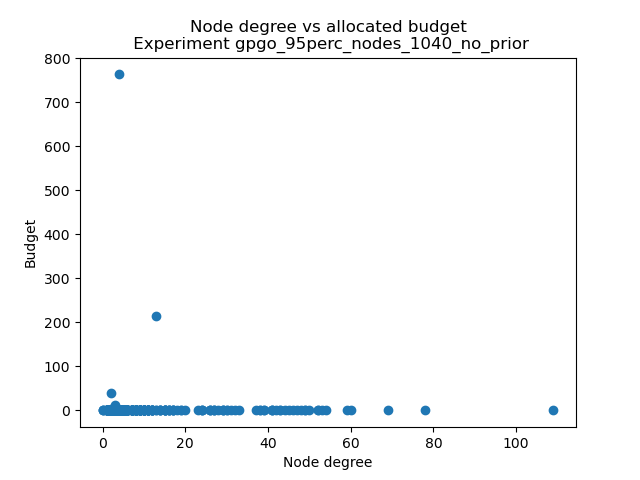 Node degree vs allocated budget
Experiment gpgo_95perc_nodes_1040_no_prior
800
700
600
500
400
300
200
100
0
Budget
0 20 40 60 80 100
Node degree